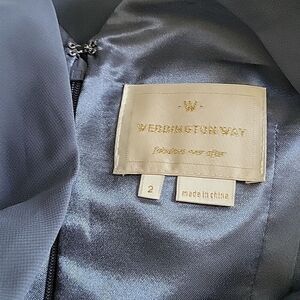 -W-
WEDDINGTON WAY
fabulous ever after
2
made in china